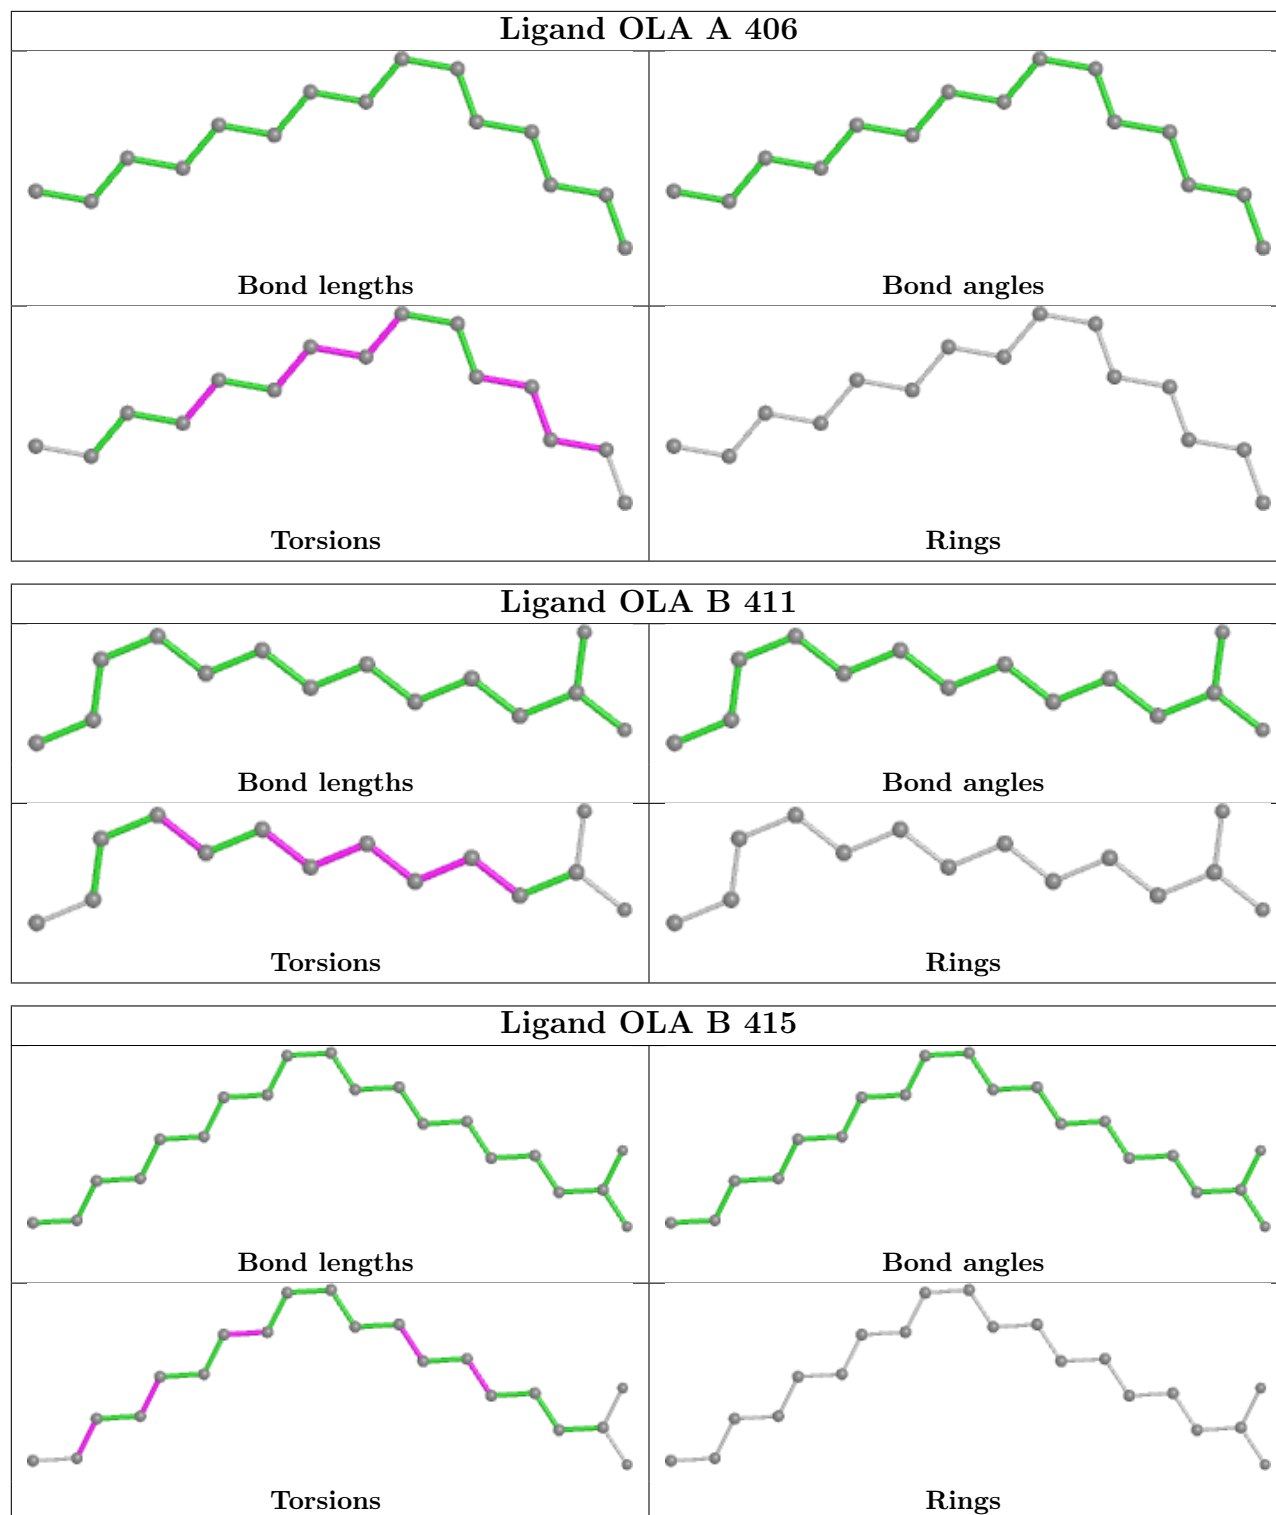 Ligand OLA A 406
Bond lengths
Bond angles
Torsions
Rings
Ligand OLA B 411
Bond lengths
Bond angles
Torsions
Rings
Ligand OLA B 415
Bond lengths
Bond angles
Torsions
Rings